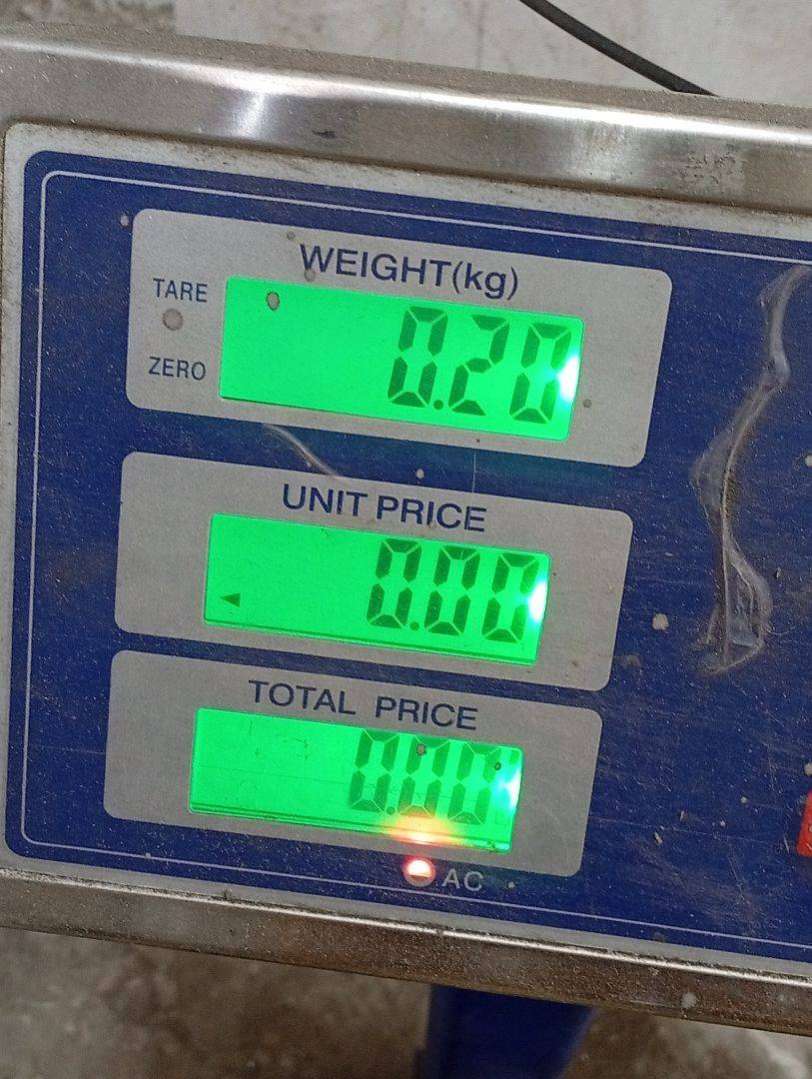 WEIGHT(kg)
TARE
0.20
ZERO
UNIT PRICE
0.00
TOTAL PRICE
0.00
AC